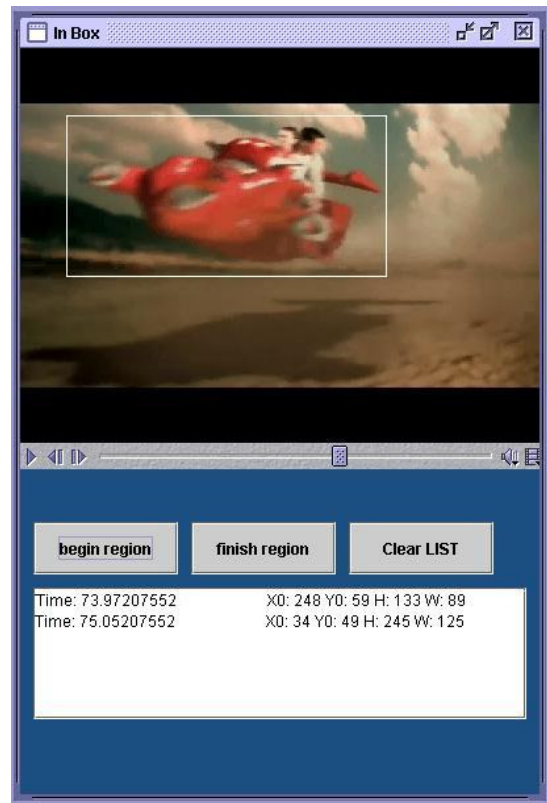 In Box
begin region finish region Clear LIST
Time: 73.97207552 X0: 248 Y0: 59 H: 133 W: 89
Time: 75.05207552 X0: 34 Y0: 49 H: 245 W: 125